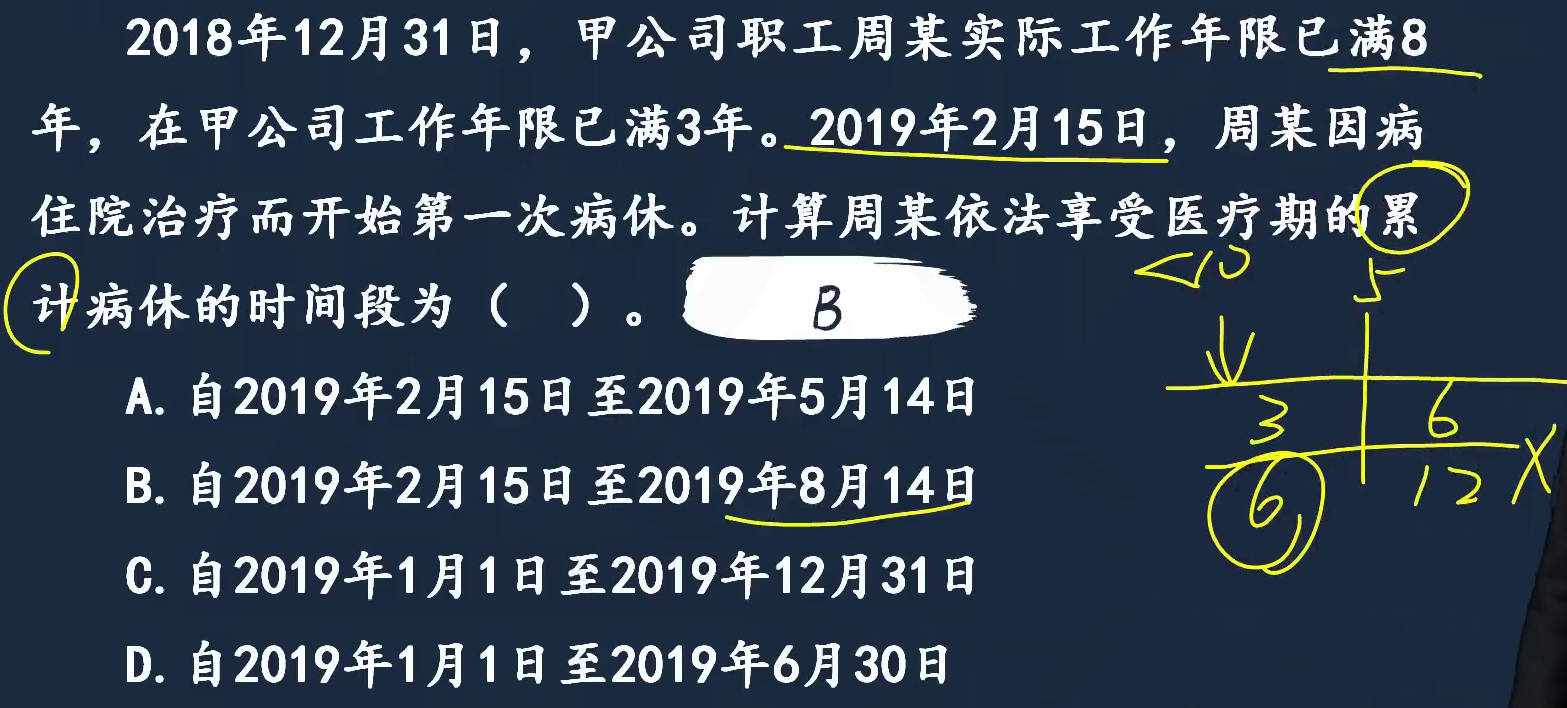 2018年12月31日，甲公司职工周某实际工作年限已满8
年，在甲公司工作年限已满3年。2019年2月15日，周某因病
住院治疗而开始第一次病休。计算周某依法享受医疗期的累
计病休的时间段为（ ）。 B
<10 5
A. 自2019年2月15日至2019年5月14日
3 6
B. 自2019年2月15日至2019年8月14日
6 12 X
C. 自2019年1月1日至2019年12月31日
D. 自2019年1月1日至2019年6月30日